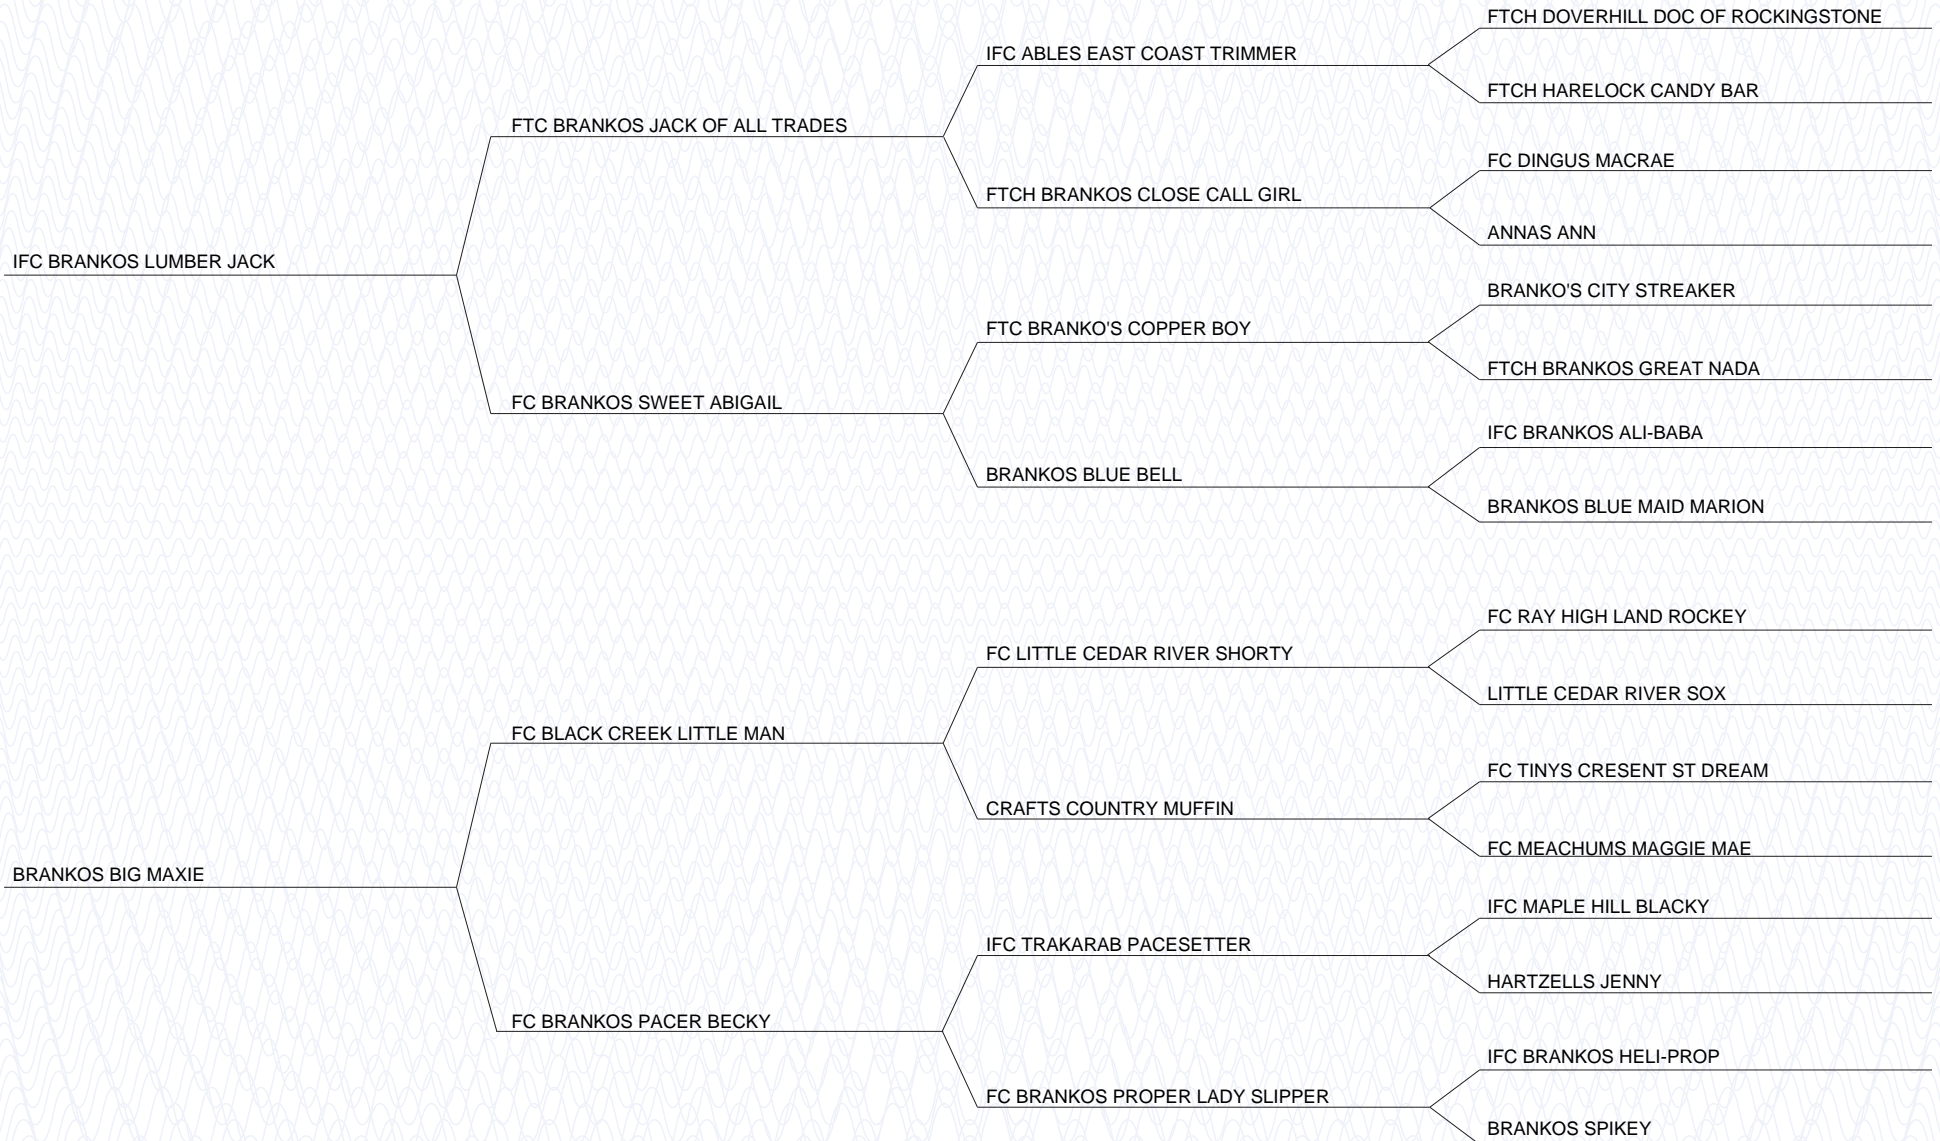 FTCH DOVERHILL DOC OF ROCKINGSTONE
IFC ABLES EAST COAST TRIMMER
FTCH HARELOCK CANDY BAR
FTC BRANKOS JACK OF ALL TRADES
FC DINGUS MACRAE
FTCH BRANKOS CLOSE CALL GIRL
ANNAS ANN
IFC BRANKOS LUMBER JACK
BRANKO'S CITY STREAKER
FTC BRANKO'S COPPER BOY
FTCH BRANKOS GREAT NADA
FC BRANKOS SWEET ABIGAIL
IFC BRANKOS ALI-BABA
BRANKOS BLUE BELL
BRANKOS BLUE MAID MARION
FC RAY HIGH LAND ROCKEY
FC LITTLE CEDAR RIVER SHORTY
LITTLE CEDAR RIVER SOX
FC BLACK CREEK LITTLE MAN
FC TINYS CRESENT ST DREAM
CRAFTS COUNTRY MUFFIN
FC MEACHUMS MAGGIE MAE
BRANKOS BIG MAXIE
IFC MAPLE HILL BLACKY
IFC TRAKARAB PACESETTER
HARTZELLS JENNY
FC BRANKOS PACER BECKY
IFC BRANKOS HELI-PROP
FC BRANKOS PROPER LADY SLIPPER
BRANKOS SPIKEY